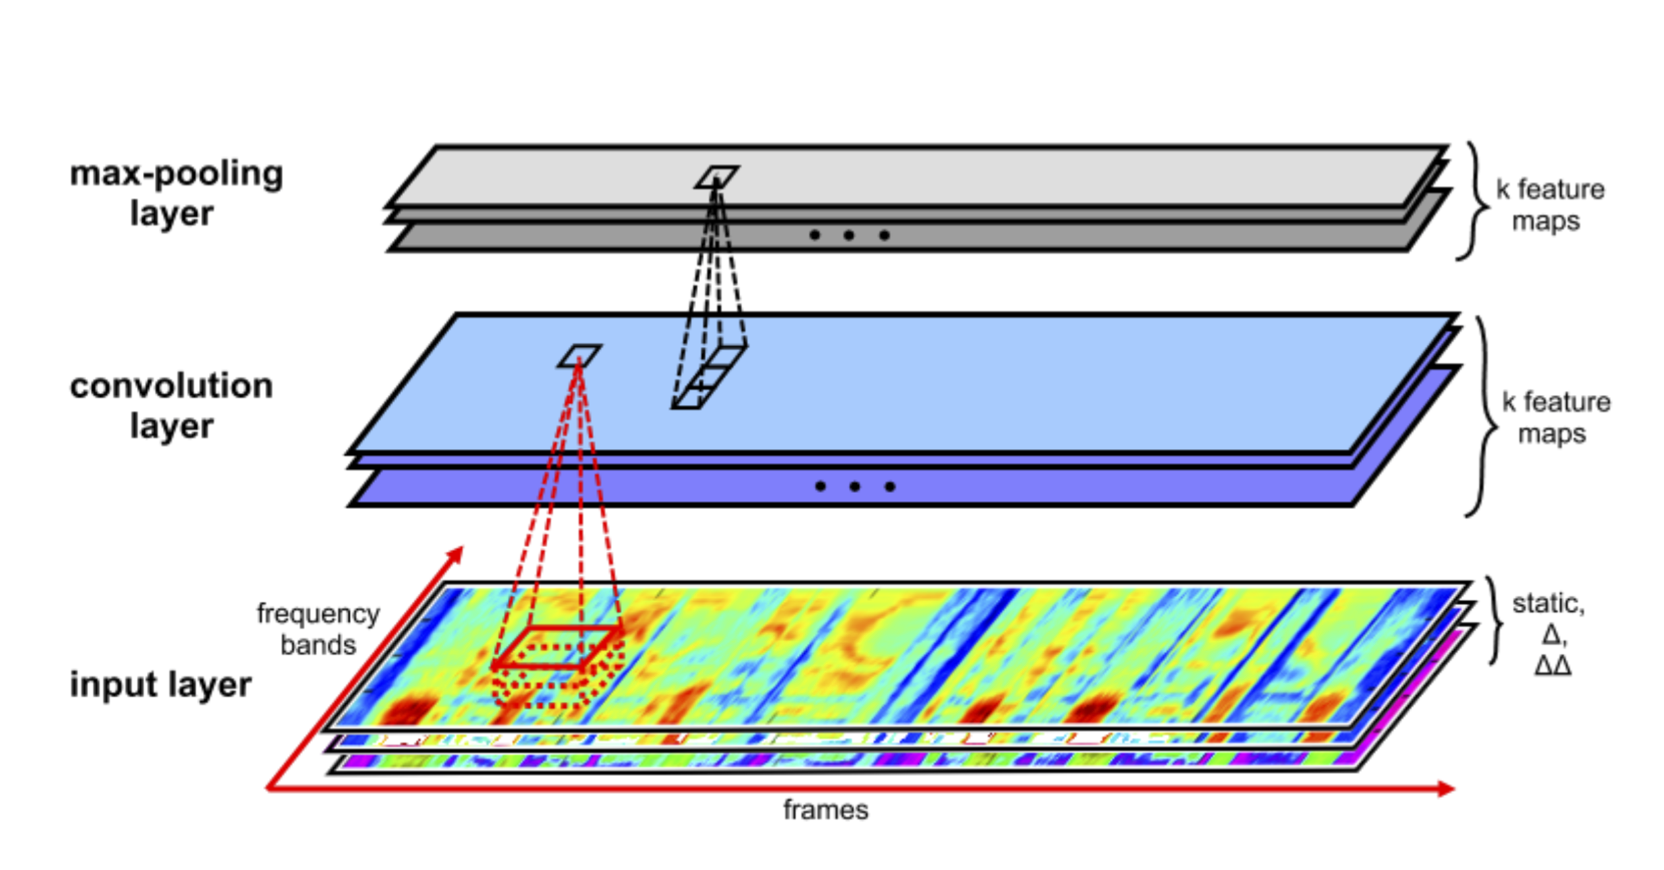 max-pooling
layer
k feature
maps
convolution
layer
k feature
maps
frequency
bands
static,
Δ,
ΔΔ
input layer
frames